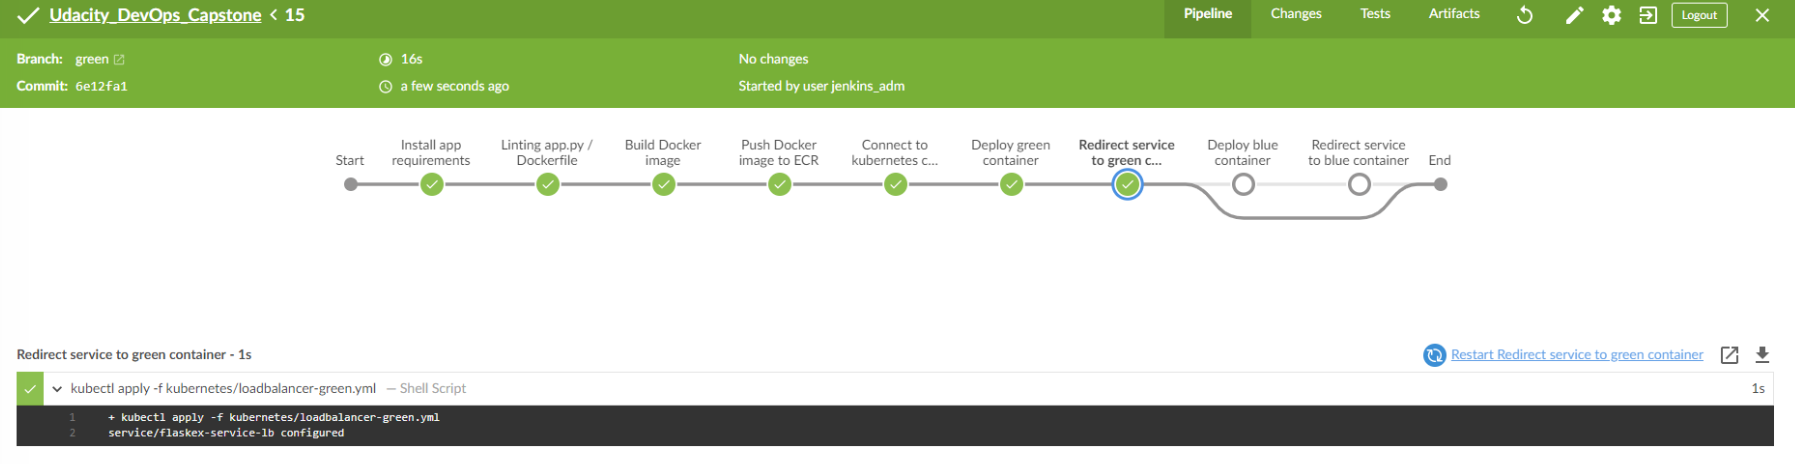 Udacity_DevOps_Capstone < 15
Pipeline Changes Tests Artifacts Logout
Branch: green 16s No changes
Commit: 6e12fa1 a few seconds ago Started by user jenkins_adm
Start
Install app
requirements
Linting app.py /
Dockerfile
Build Docker
image
Push Docker
image to ECR
Connect to
kubernetes c...
Deploy green
container
Redirect service
to green c...
Deploy blue
container
Redirect service
to blue container
End
Redirect service to green container - 1s
Restart Redirect service to green container
kubectl apply -f kubernetes/loadbalancer-green.yml — Shell Script 1s
1 + kubectl apply -f kubernetes/loadbalancer-green.yml
2 service/flaskex-service-lb configured